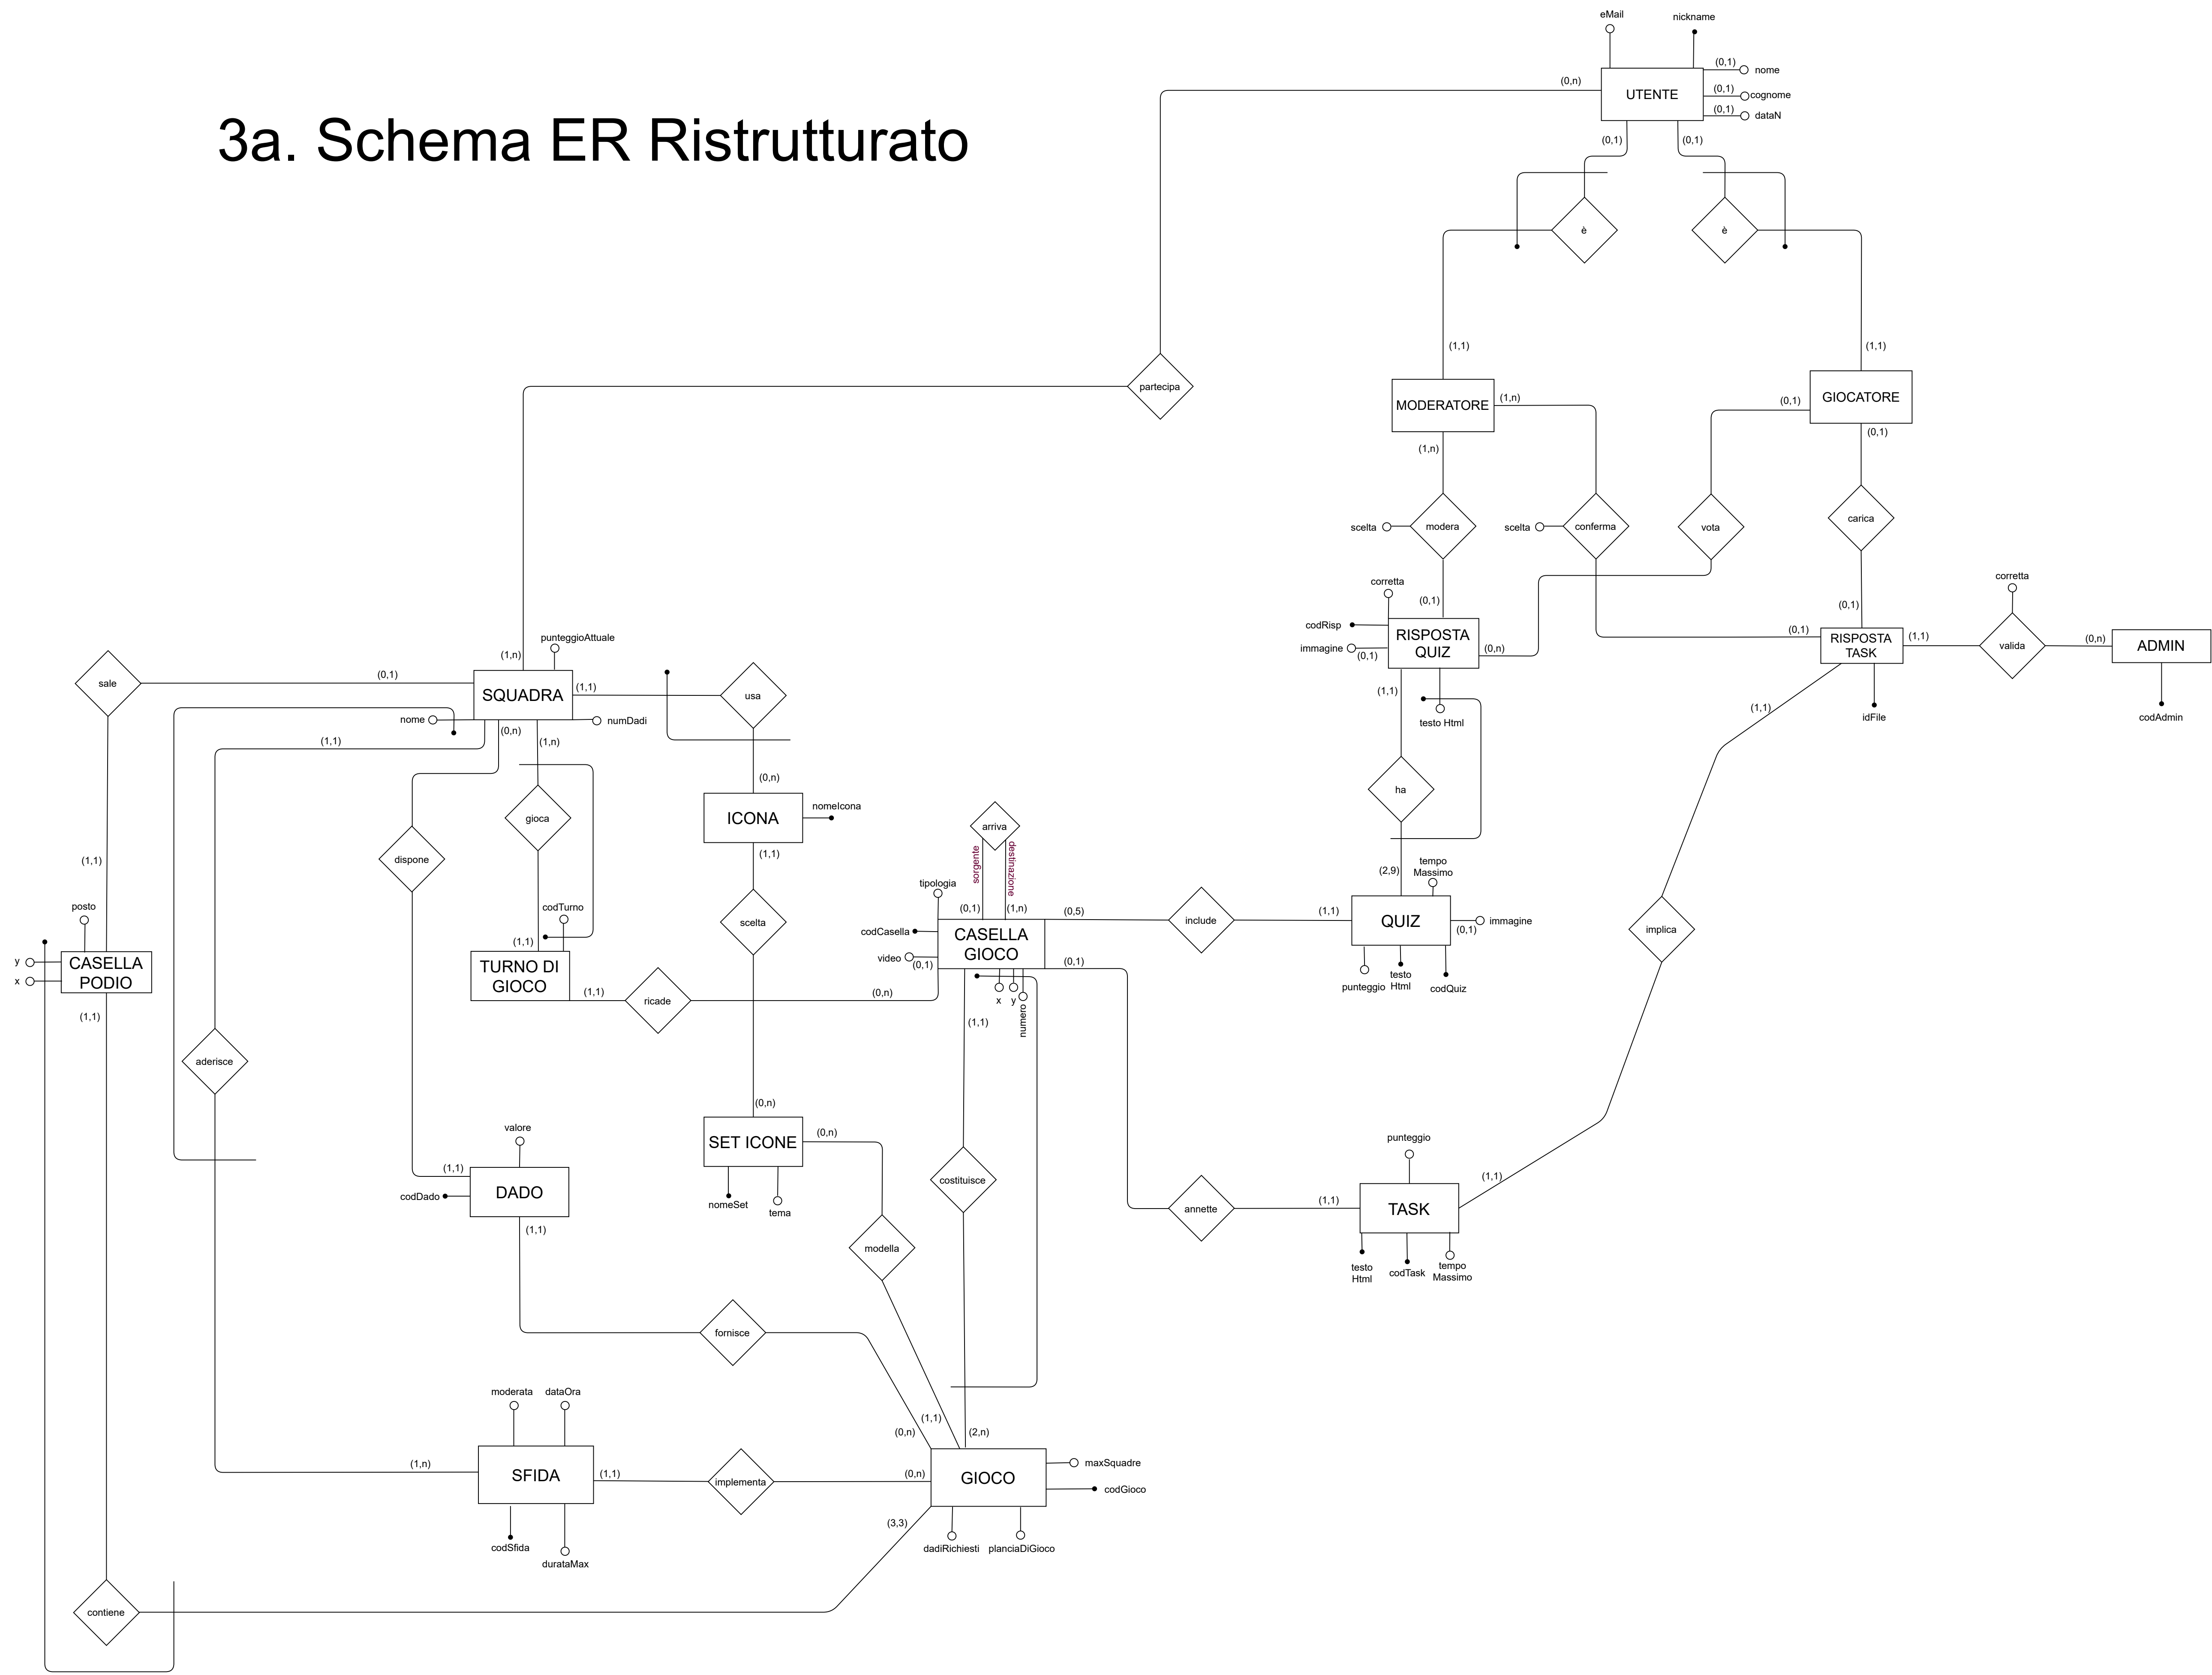 3a. Schema ER Ristrutturato
eMail
nickname
(0,1)
nome
(0,n)
UTENTE
(0,1)
cognome
(0,1)
dataN
(0,1)
(0,1)
è
è
(1,1)
(1,1)
partecipa
MODERATORE
(1,n)
(0,1)
GIOCATORE
(1,n)
(0,1)
scelta
modera
scelta
conferma
vota
carica
corretta
corretta
(0,1)
(0,1)
codRisp
RISPOSTA
QUIZ
immagine
(0,1)
(0,n)
(0,1)
RISPOSTA
TASK
(1,1)
valida
(0,n)
ADMIN
punteggioAttuale
(1,n)
sale
(0,1)
SQUADRA
(1,1)
usa
(1,1)
testo Html
(1,1)
idFile
codAdmin
nome
numDadi
(1,1)
(0,n)
(1,n)
(0,n)
ICONA
nomeIcona
gioca
ha
arriva
sorgente
destinazione
dispone
(1,1)
(1,1)
(2,9)
tempo
Massimo
tipologia
posto
codTurno
scelta
(0,1)
(1,n)
(0,5)
include
(1,1)
QUIZ
immagine
(0,1)
implica
codCasella
CASELLA
GIOCO
(1,1)
video
(0,1)
(0,1)
y
CASELLA
PODIO
x
TURNO DI
GIOCO
(1,1)
ricade
(0,n)
x
y
numero
punteggio
testo
Html
codQuiz
(1,1)
(1,1)
aderisce
(0,n)
valore
SET ICONE
(0,n)
punteggio
(1,1)
DADO
codDado
costituisce
(1,1)
annette
(1,1)
TASK
nomeSet
tema
(1,1)
modella
testo
Html
codTask
tempo
Massimo
fornisce
moderata
dataOra
(1,1)
(0,n)
(2,n)
(1,n)
SFIDA
(1,1)
implementa
(0,n)
GIOCO
maxSquadre
codGioco
(3,3)
codSfida
durataMax
dadiRichiesti
planciaDiGioco
contiene